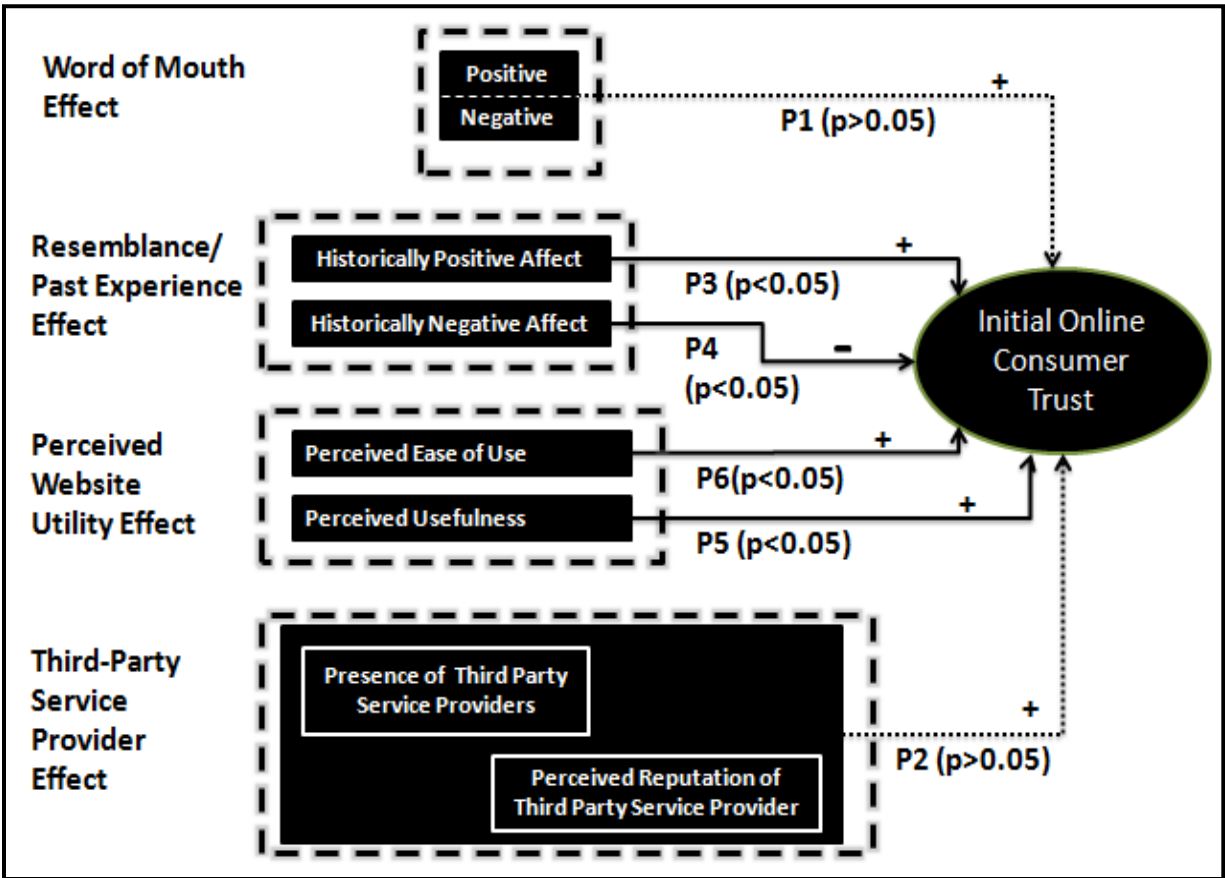 Word of Mouth
Effect
Positive
Negative
+
P1 (p>0.05)
Resemblance/
Past Experience
Effect
Historically Positive Affect
+
P3 (p<0.05)
Historically Negative Affect
P4
(p<0.05)
-
Initial Online
Consumer
Trust
Perceived
Website
Utility Effect
Perceived Ease of Use
+
P6(p<0.05)
Perceived Usefulness
+
P5 (p<0.05)
Third-Party
Service
Provider
Effect
Presence of Third Party
Service Providers
Perceived Reputation of
Third Party Service Provider
+
P2 (p>0.05)